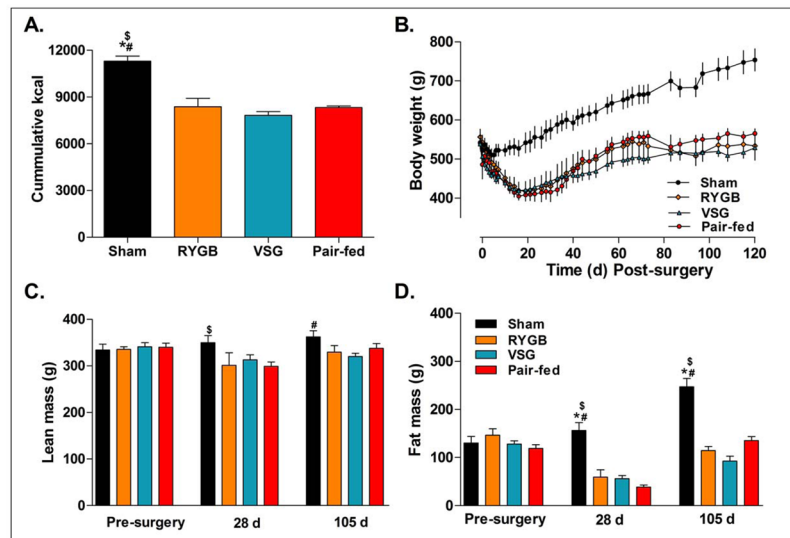 A.
Cummulative kcal
12000
9000
6000
3000
0
$
*#
Sham RYGB VSG Pair-fed
B.
Body weight (g)
800
700
600
500
400
Sham
RYGB
VSG
Pair-fed
0 20 40 60 80 100 120
Time (d) Post-surgery
C.
Lean mass (g)
400
300
200
100
0
$
#
Pre-surgery 28 d 105 d
D.
Fat mass (g)
400
300
200
100
0
Sham
RYGB
VSG
Pair-fed
$
*#
$
*#
Pre-surgery 28 d 105 d